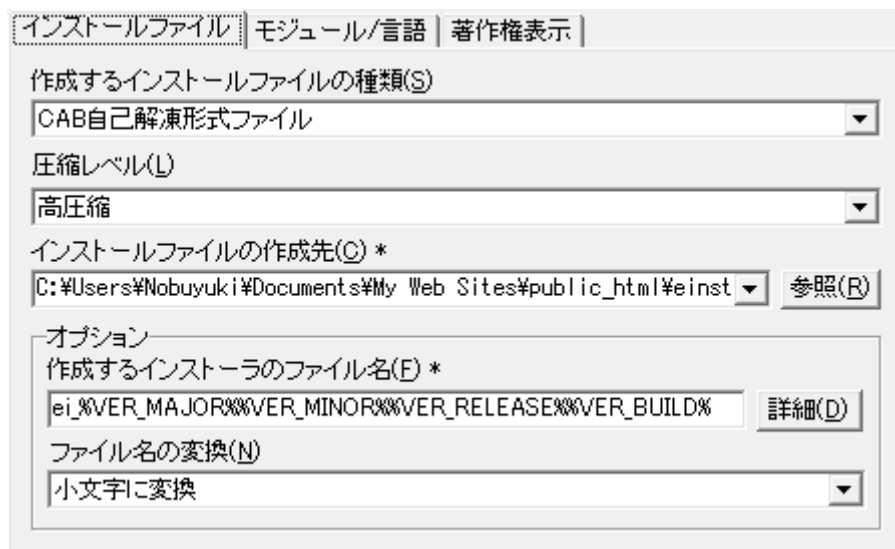 インストールファイル モジュール/言語 著作権表示
作成するインストールファイルの種類(S)
CAB自己解凍形式ファイル
圧縮レベル(L)
高圧縮
インストールファイルの作成先(C) *
C:¥Users¥Nobuyuki¥Documents¥My Web Sites¥public_html¥einst 参照(R)
オプション
作成するインストーラのファイル名(F) *
ei_%VER_MAJOR%%VER_MINOR%%VER_RELEASE%%VER_BUILD% 詳細(D)
ファイル名の変換(N)
小文字に変換